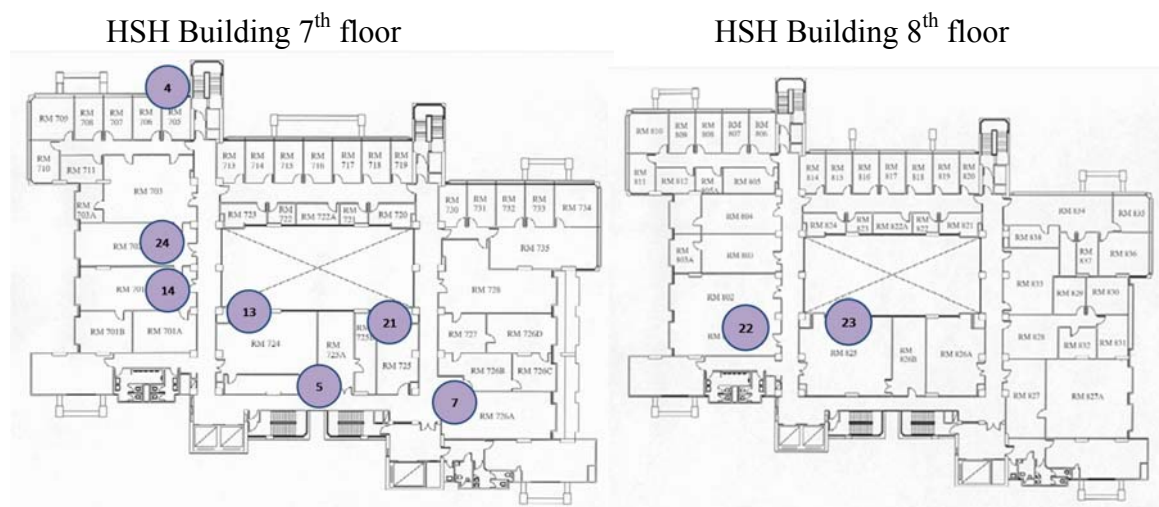 HSH Building 7th floor
HSH Building 8th floor
4
RM 709
RM 708
RM 707
RM 706
RM 705
RM 710
RM 711
RM 703
RM 703A
24
14
RM 701B
RM 701A
RM 713
RM 714
RM 715
RM 716
RM 717
RM 718
RM 719
RM 723
RM 722
RM 722A
RM 721
RM 720
13
21
RM 724
RM 725A
RM 725
5
RM 730
RM 731
RM 732
RM 733
RM 734
RM 735
RM 728
RM 727
RM 726D
RM 726B
RM 726C
7
RM 726A
RM 810
RM 809
RM 808
RM 807
RM 806
RM 811
RM 812
RM 805A
RM 805
RM 804
RM 803A
RM 803
RM 802
22
RM 814
RM 815
RM 816
RM 817
RM 818
RM 819
RM 820
RM 824
RM 823
RM 822A
RM 822
RM 821
23
RM 825
RM 826B
RM 826A
RM 834
RM 835
RM 838
RM 837
RM 836
RM 833
RM 829
RM 830
RM 828
RM 832
RM 831
RM 827
RM 827A